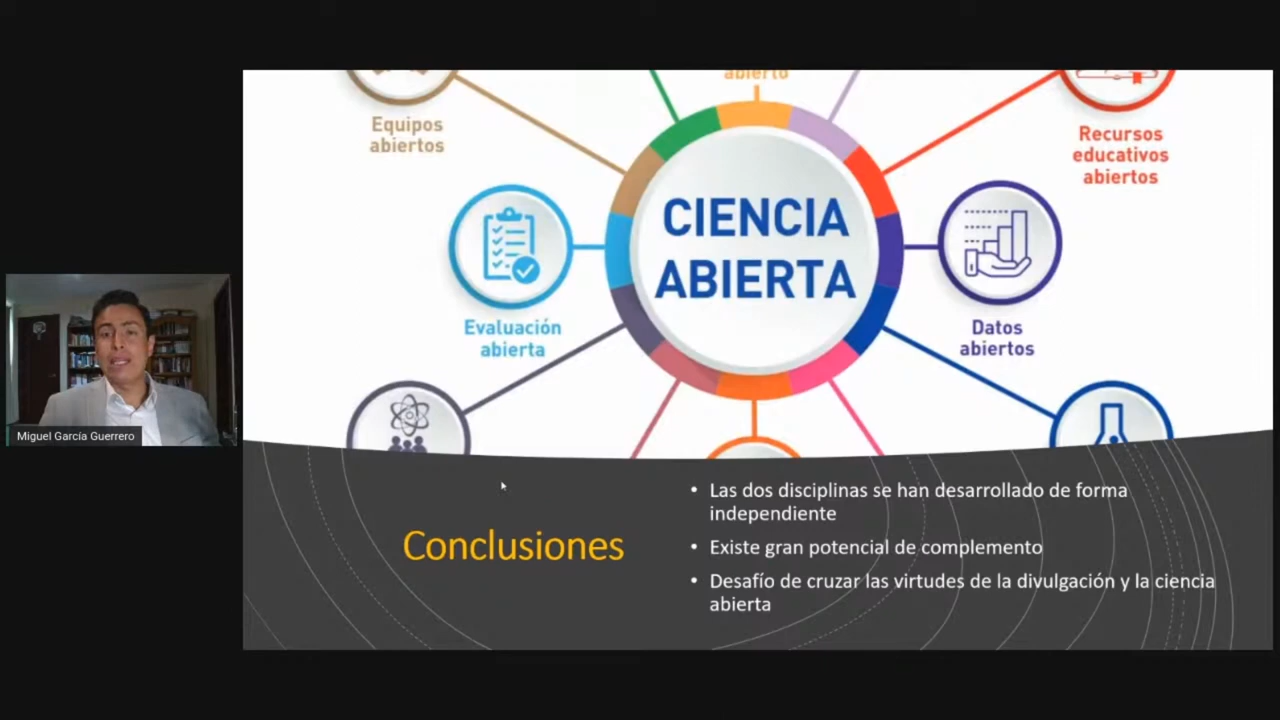 abierto
Equipos
abiertos
Recursos
educativos
abiertos
CIENCIA
ABIERTA
Evaluación
abierta
Datos
abiertos
Miguel García Guerrero
Conclusiones
• Las dos disciplinas se han desarrollado de forma
independiente
• Existe gran potencial de complemento
• Desafío de cruzar las virtudes de la divulgación y la ciencia
abierta